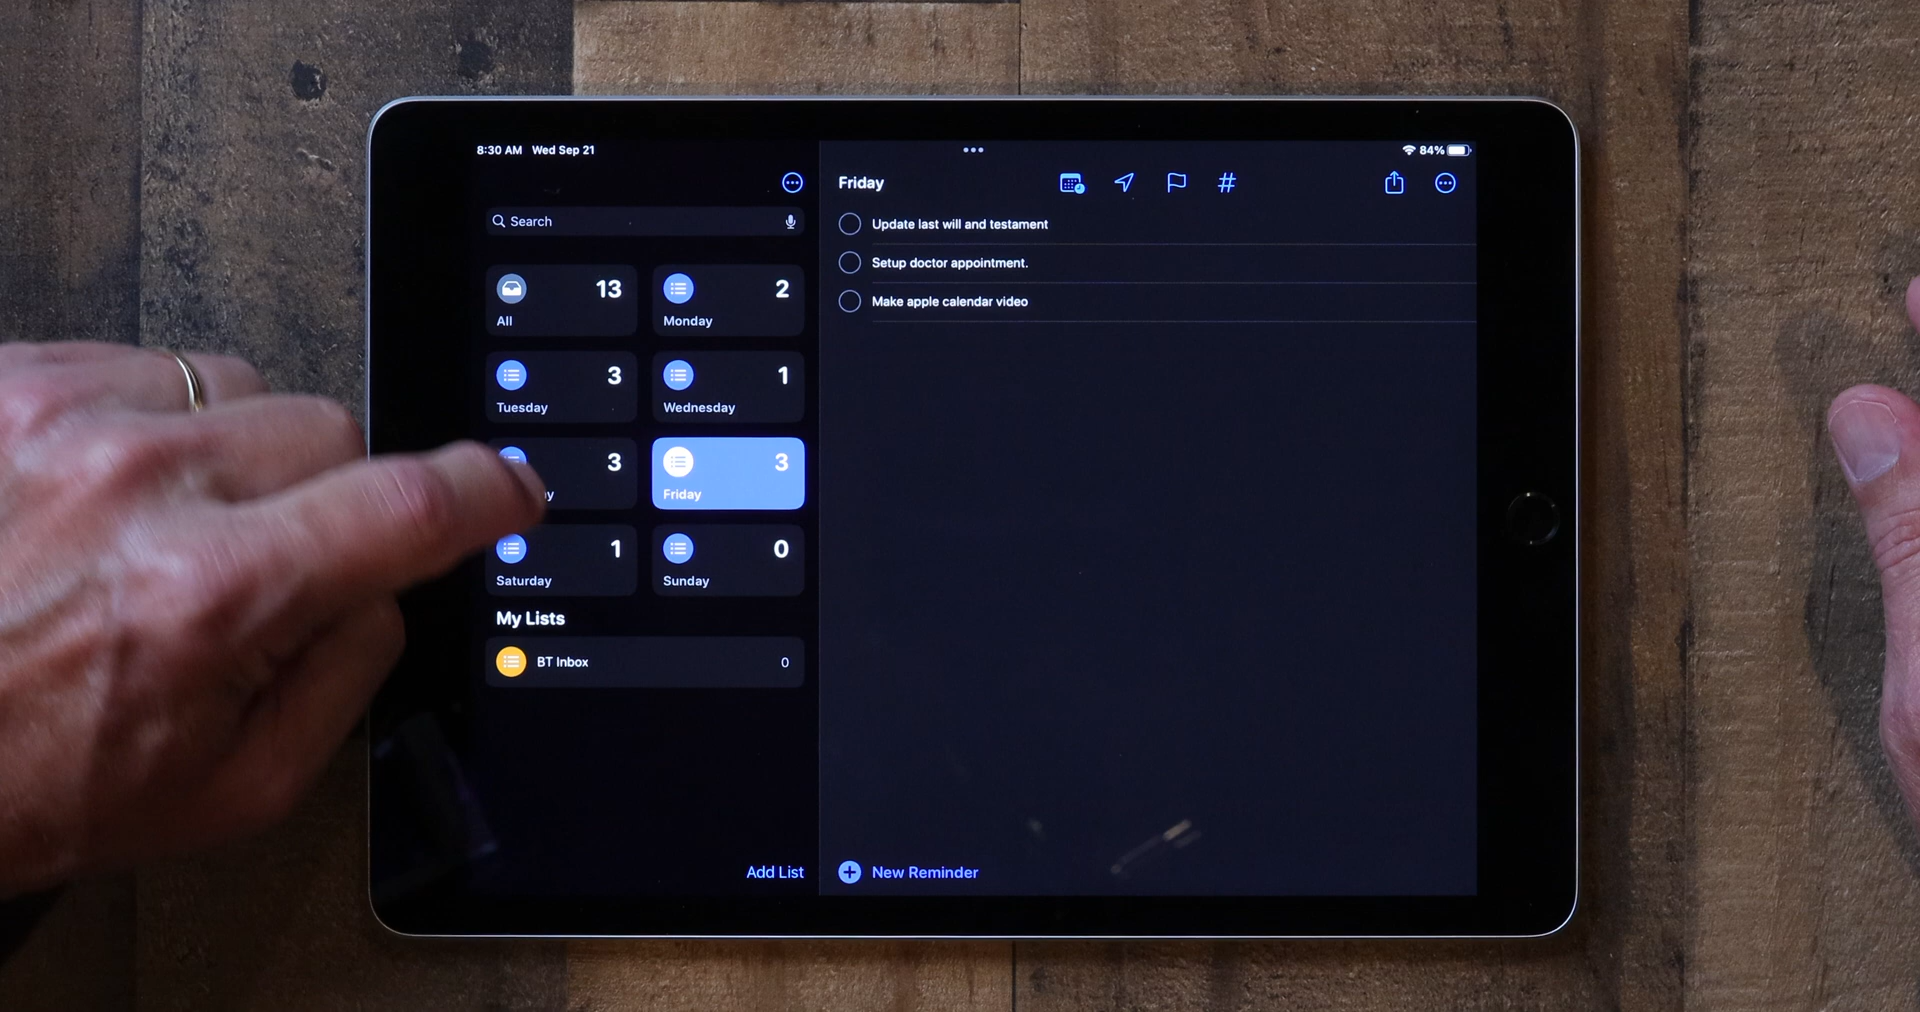 8:30 AM Wed Sep 21
84%
Search
13
All
2
Monday
3
Tuesday
1
Wednesday
3
3
Friday
1
Saturday
0
Sunday
My Lists
BT Inbox 0
Add List
Friday
#
Update last will and testament
Setup doctor appointment.
Make apple calendar video
New Reminder